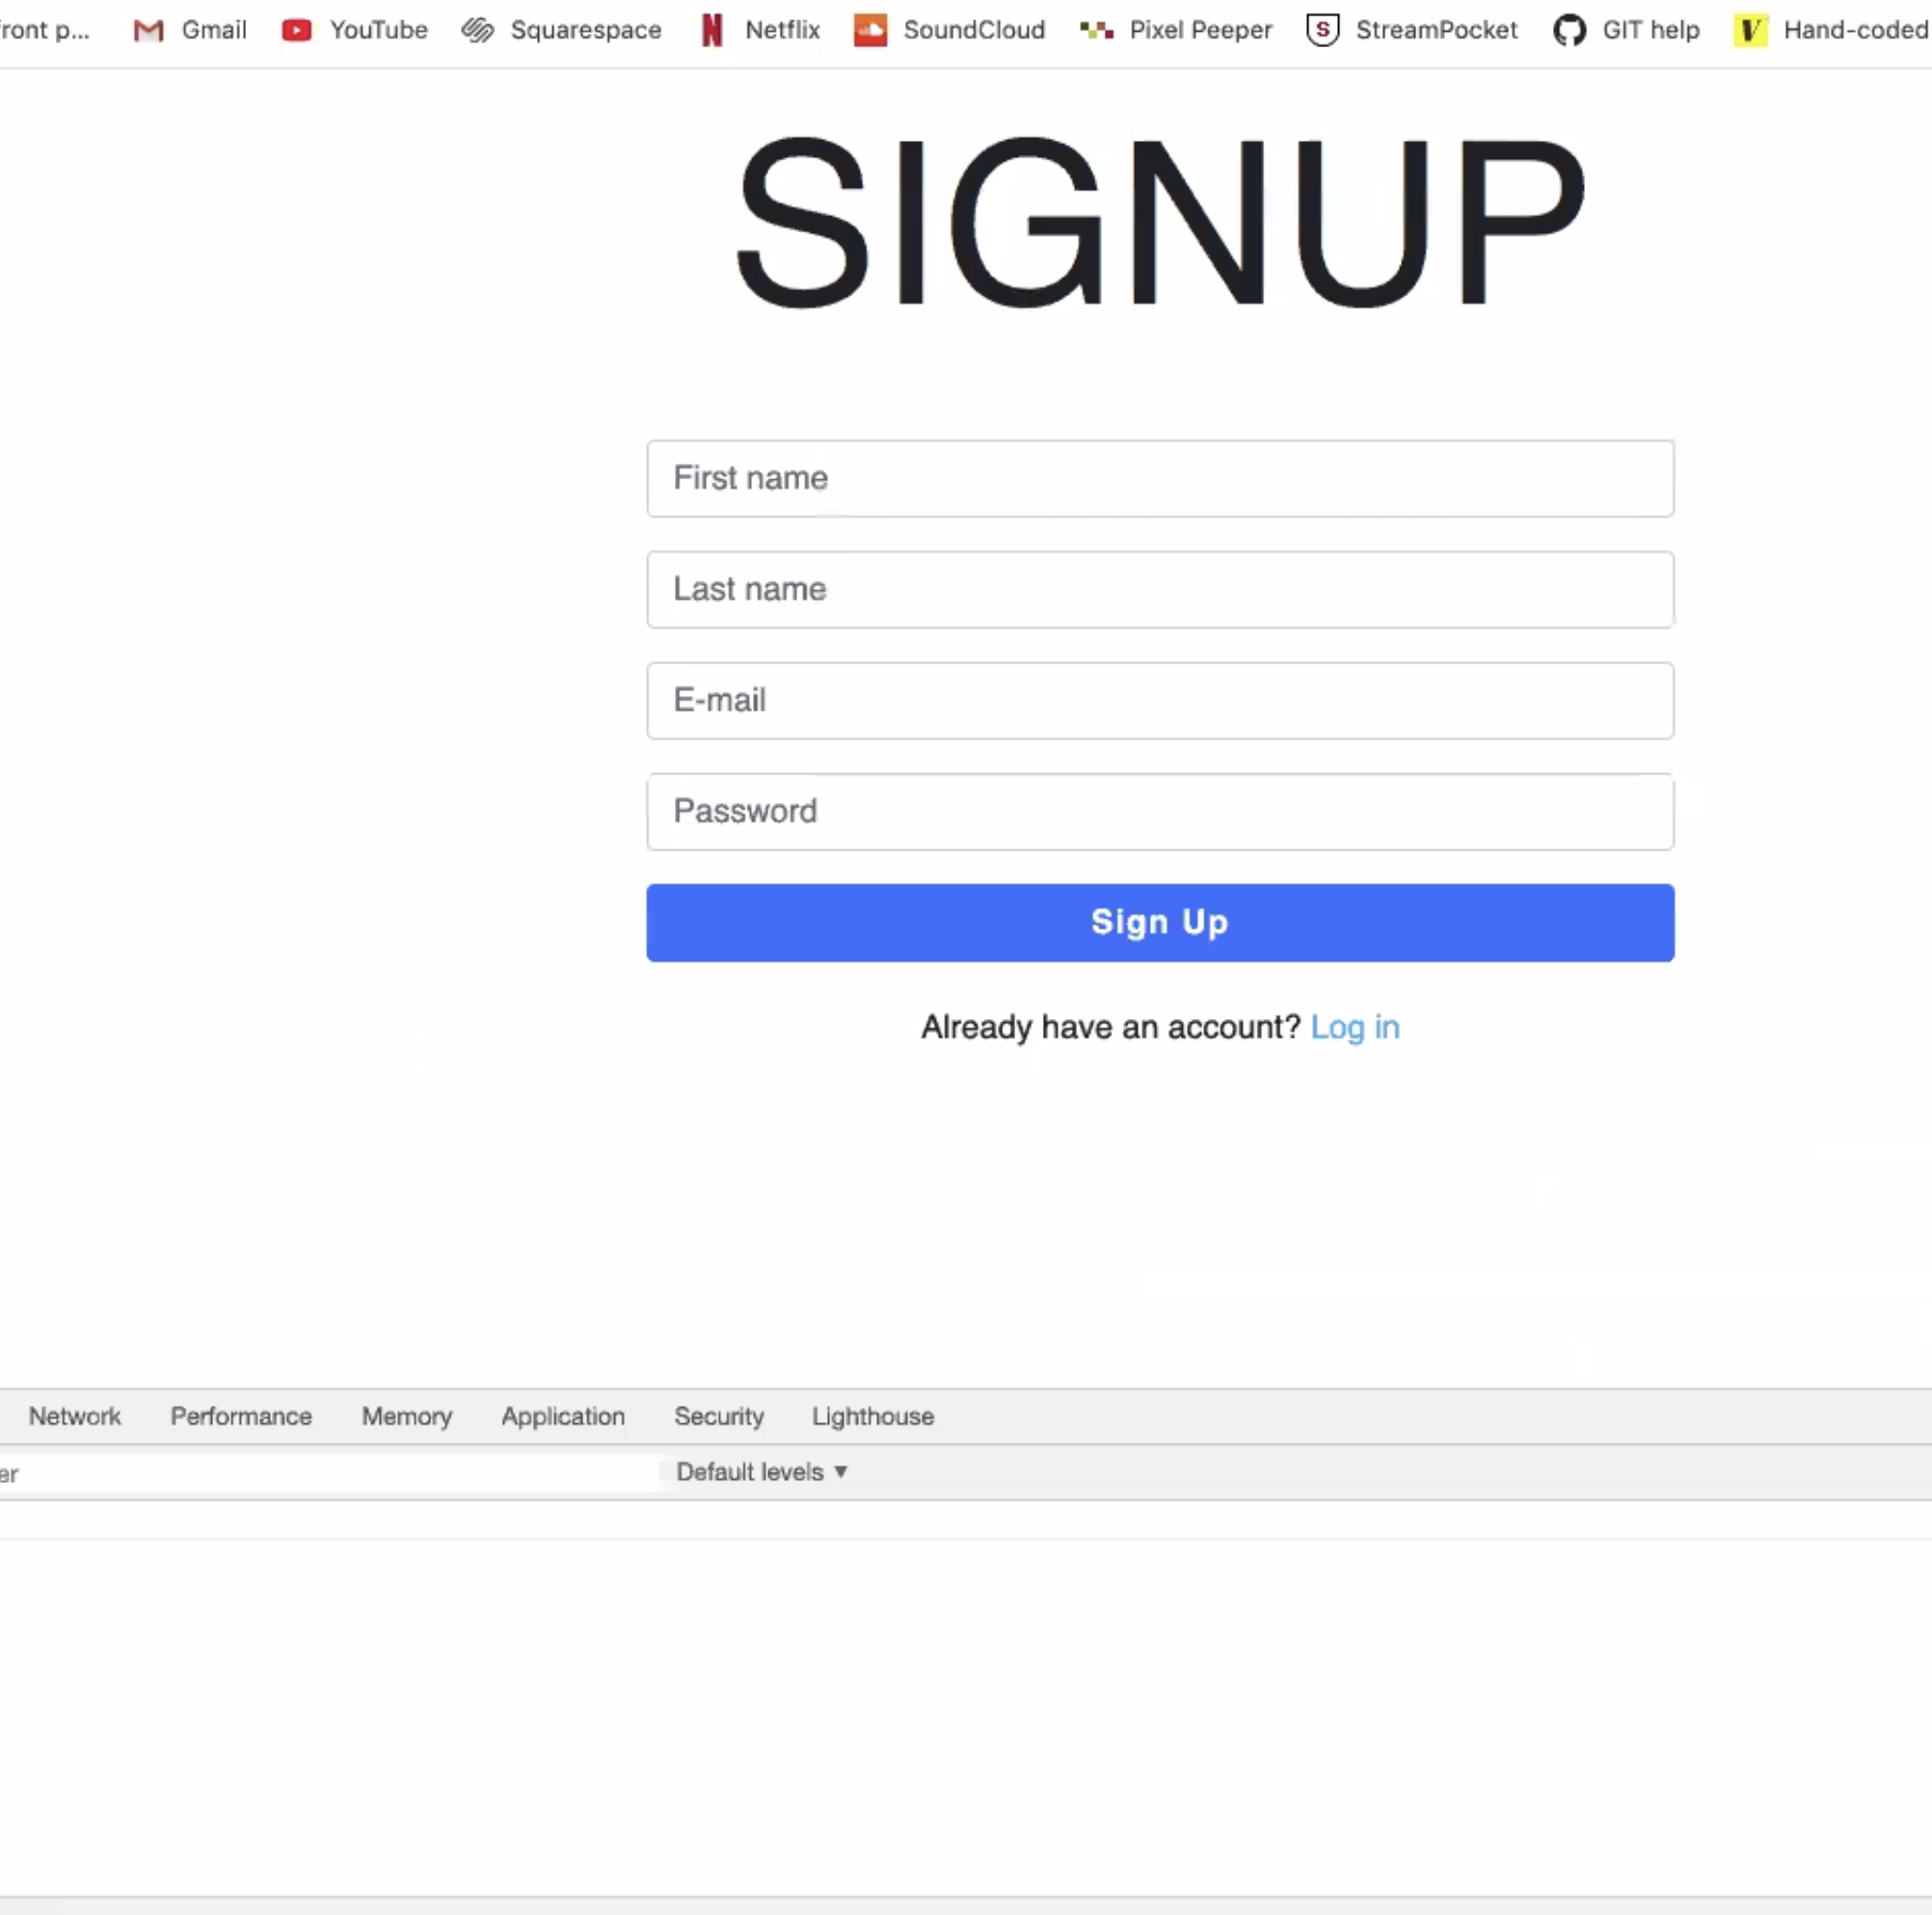 ront p... Gmail YouTube Squarespace Netflix SoundCloud Pixel Peeper StreamPocket GIT help Hand-coded
SIGNUP
First name
Last name
E-mail
Password
Sign Up
Already have an account? Log in
Network Performance Memory Application Security Lighthouse
er Default levels ▼